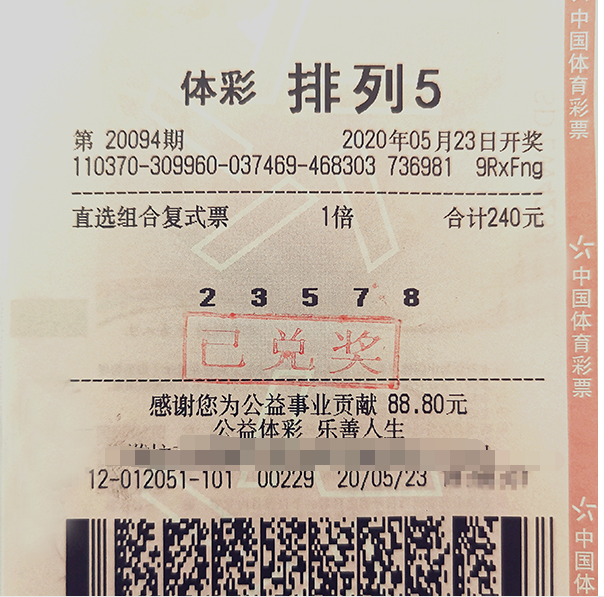 体彩 排列5
第 20094期 2020年05月23日开奖
110370-309960-037469-468303 736981 9RxFng
直选组合复式票 1倍 合计240元
2 3 5 7 8
已兑奖
感谢您为公益事业贡献 88.80元
公益体彩 乐善人生
12-012051-101 00229 20/05/23
中国体育彩票
中国体育彩票
中国体